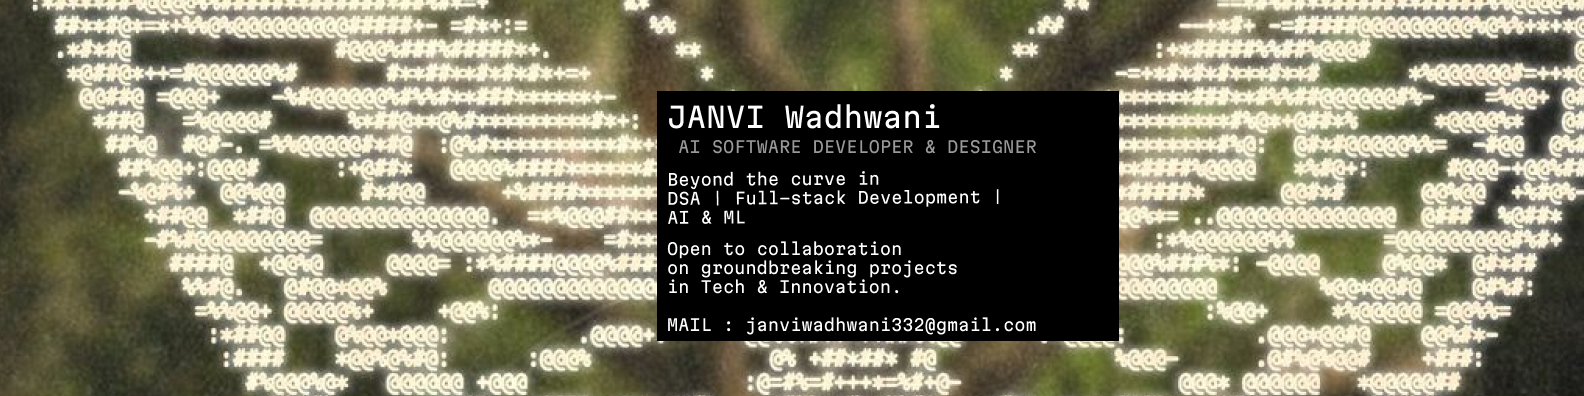 JANVI Wadhwani
AI SOFTWARE DEVELOPER & DESIGNER
Beyond the curve in
DSA | Full-stack Development |
AI & ML
Open to collaboration
on groundbreaking projects
in Tech & Innovation.
MAIL : janviwadhwani332@gmail.com